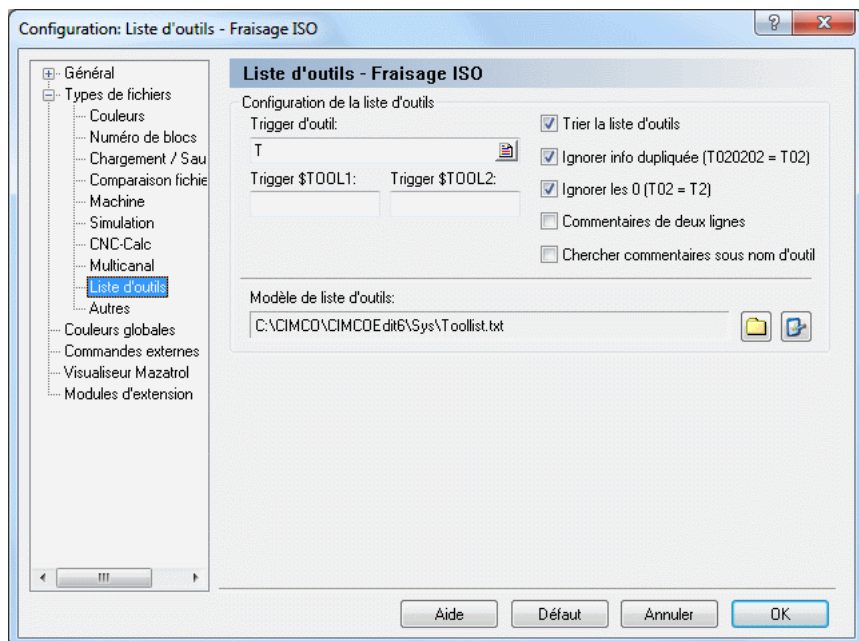 Configuration: Liste d'outils - Fraisage ISO
Général
Types de fichiers
Couleurs
Numéro de blocs
Chargement / Sau
Comparaison fichie
Machine
Simulation
CNC-Calc
Multicanal
Liste d'outils
Autres
Couleurs globales
Commandes externes
Visualiseur Mazatrol
Modules d'extension
Liste d'outils - Fraisage ISO
Configuration de la liste d'outils
Trigger d'outil:
T
Trigger $TOOL1: Trigger $TOOL2:
Trier la liste d'outils
Ignorer info dupliquée (T020202 = T02)
Ignorer les 0 (T02 = T2)
Commentaires de deux lignes
Chercher commentaires sous nom d'outil
Modèle de liste d'outils:
C:\CIMCO\CIMCOEdit6\Sys\Toollist.txt
Aide Défaut Annuler OK